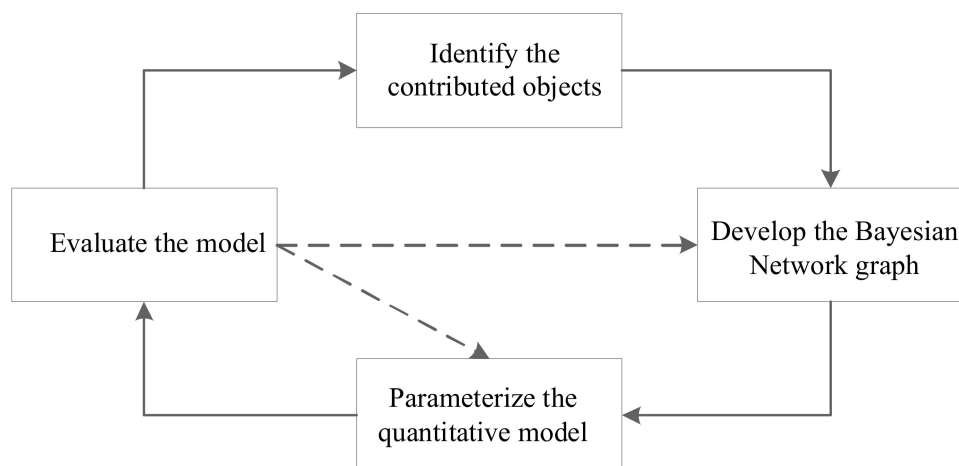 Identify the
contributed objects
Evaluate the model
Develop the Bayesian
Network graph
Parameterize the
quantitative model